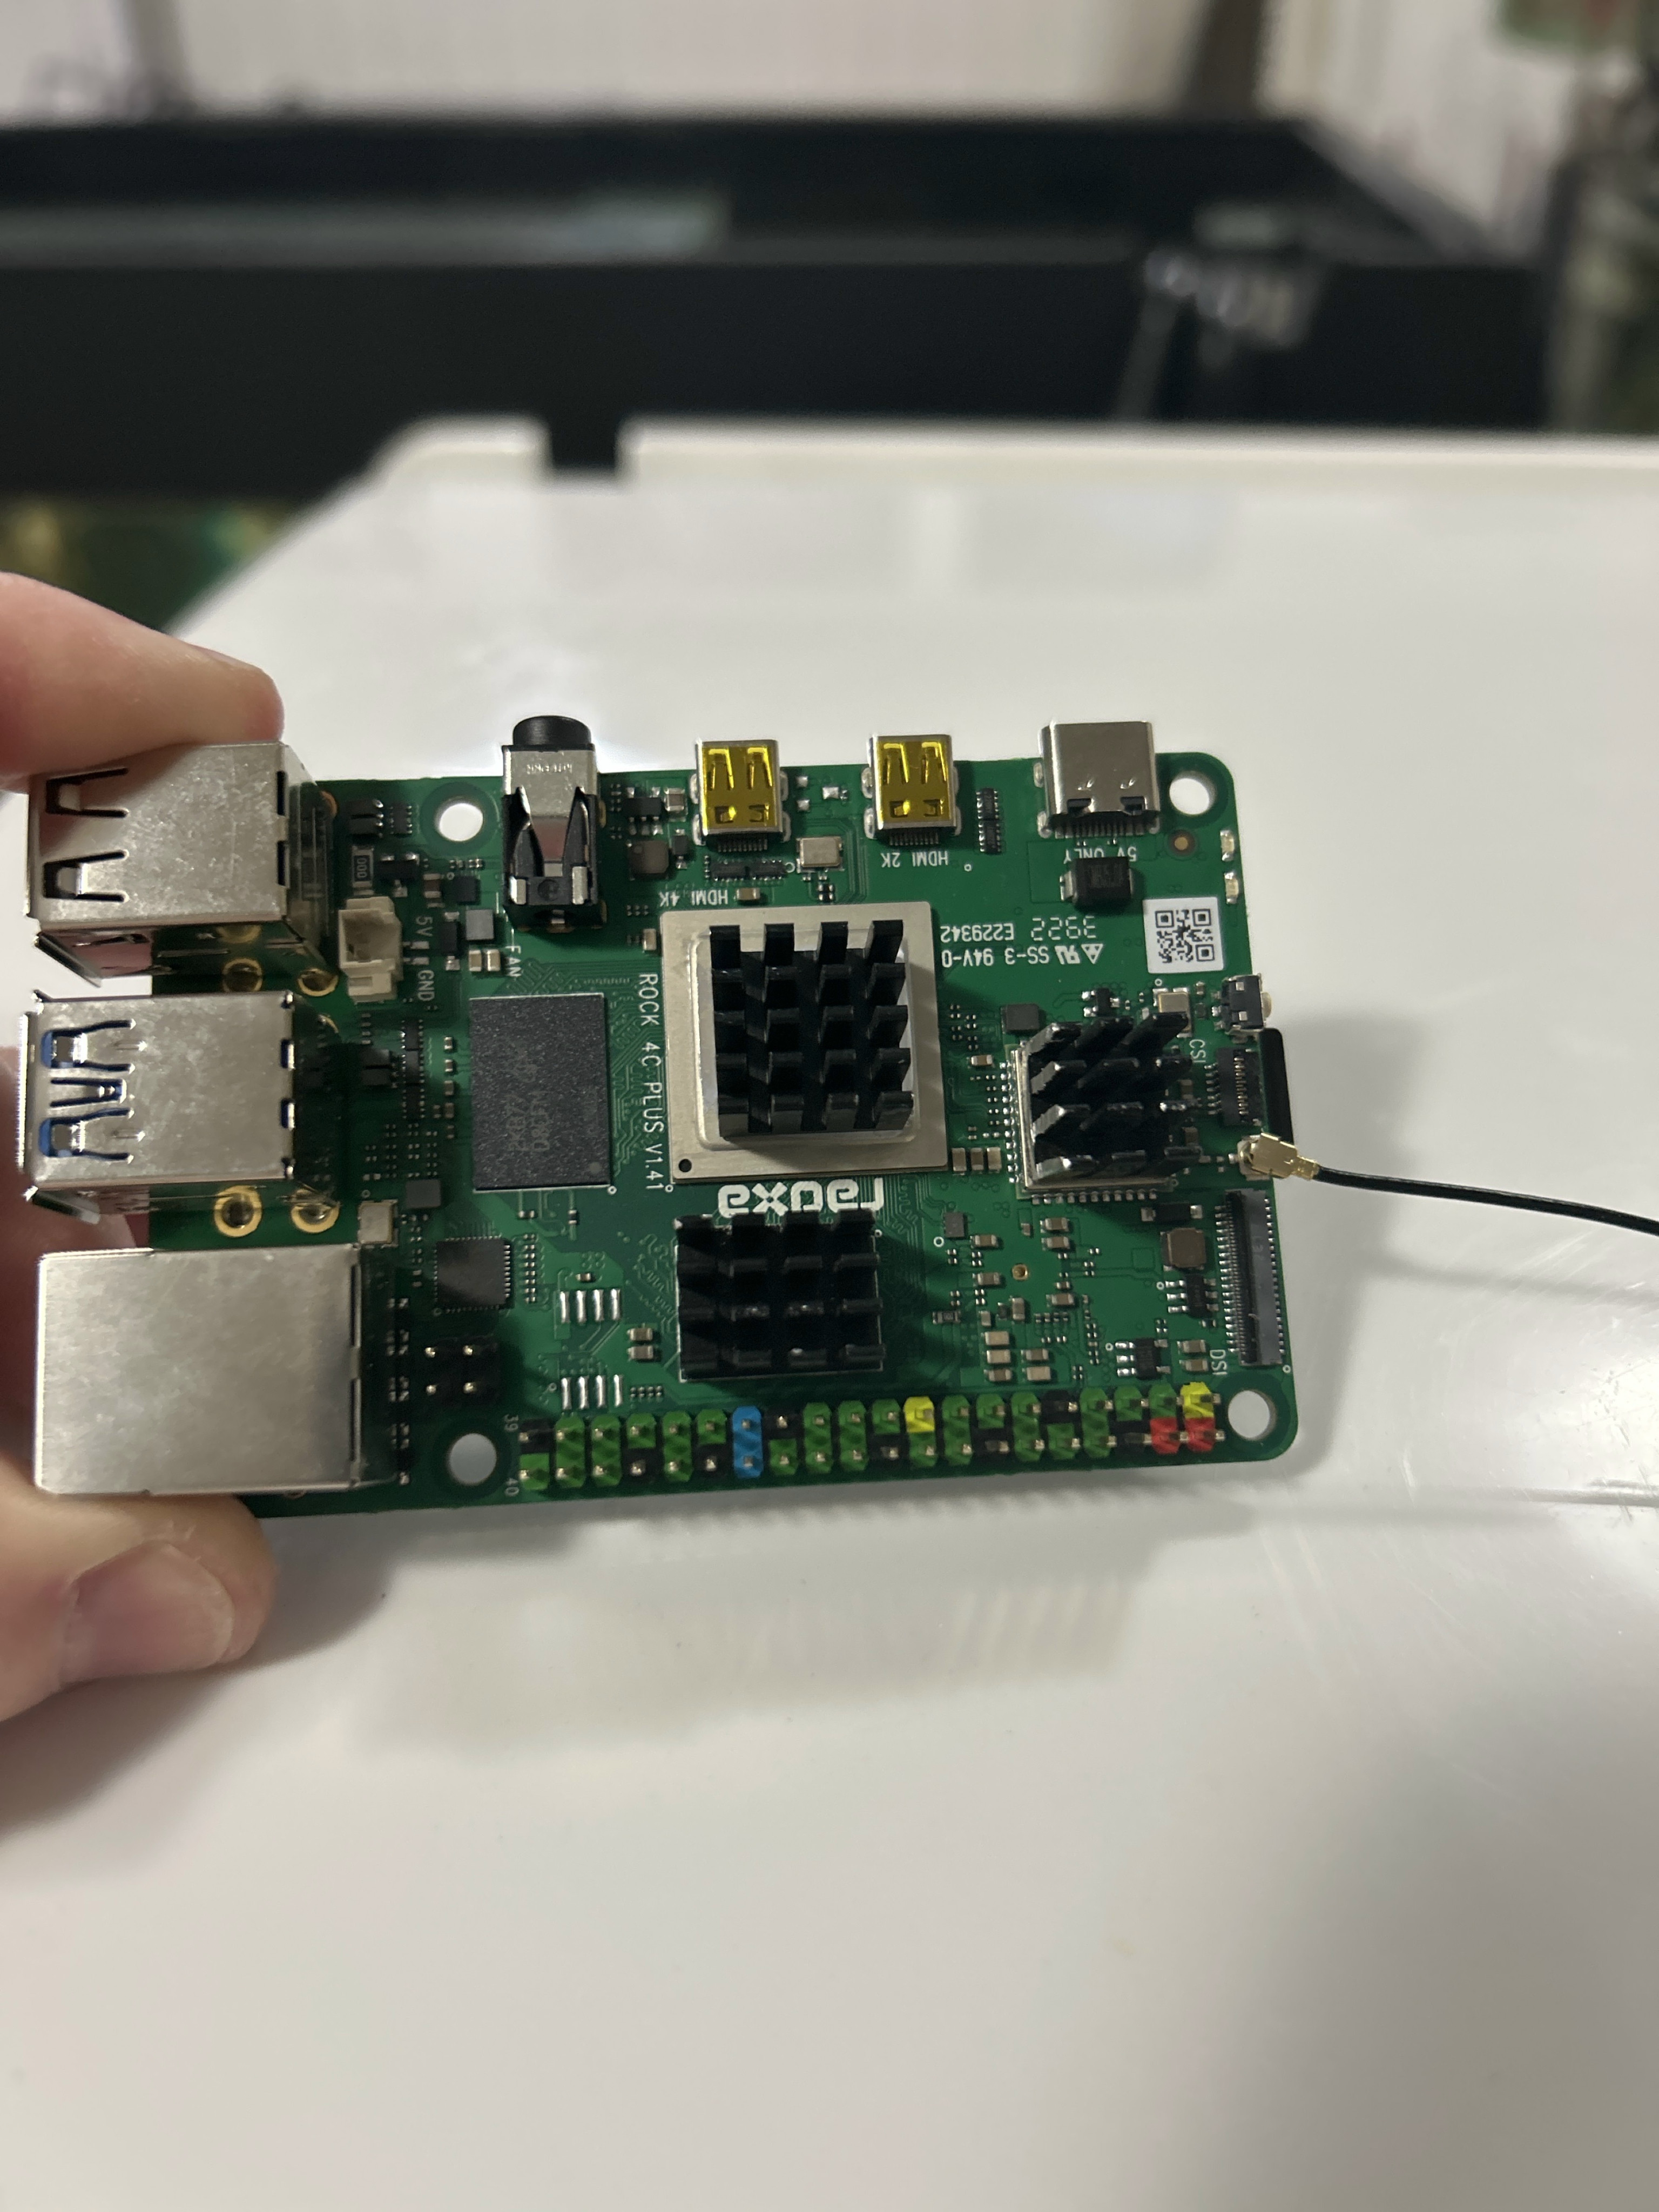 HDMI 4K
HDMI 2K
5V ONLY
5V
GND
FAN
SS-3 94V-0
E229342
3922
ROCK 4C PLUS V1.41
radxa
CSI
DSI
39
40